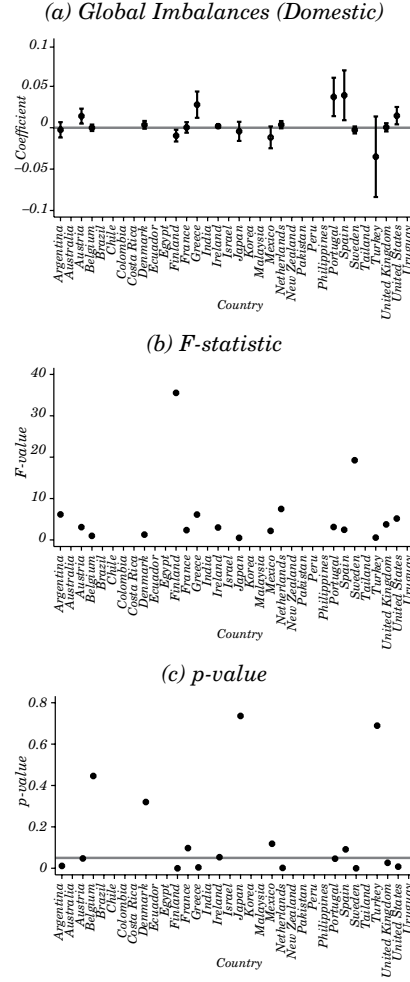 (a) Global Imbalances (Domestic)
0.1
0.05
0
−0.05
−0.1
Coefficient
Argentina
Australia
Austria
Belgium
Brazil
Chile
Colombia
Costa Rica
Denmark
Ecuador
Egypt
Finland
France
Greece
India
Ireland
Israel
Japan
Korea
Malaysia
Mexico
Netherlands
New Zealand
Pakistan
Peru
Philippines
Portugal
Spain
Sweden
Tailand
Turkey
United Kingdom
United States
Uruguay
Country
(b) F-statistic
40
30
20
10
0
F-value
Argentina
Australia
Austria
Belgium
Brazil
Chile
Colombia
Costa Rica
Denmark
Ecuador
Egypt
Finland
France
Greece
India
Ireland
Israel
Japan
Korea
Malaysia
Mexico
Netherlands
New Zealand
Pakistan
Peru
Philippines
Portugal
Spain
Sweden
Tailand
Turkey
United Kingdom
United States
Uruguay
Country
(c) p-value
0.8
0.6
0.4
0.2
0
p-value
Argentina
Australia
Austria
Belgium
Brazil
Chile
Colombia
Costa Rica
Denmark
Ecuador
Egypt
Finland
France
Greece
India
Ireland
Israel
Japan
Korea
Malaysia
Mexico
Netherlands
New Zealand
Pakistan
Peru
Philippines
Portugal
Spain
Sweden
Tailand
Turkey
United Kingdom
United States
Uruguay
Country